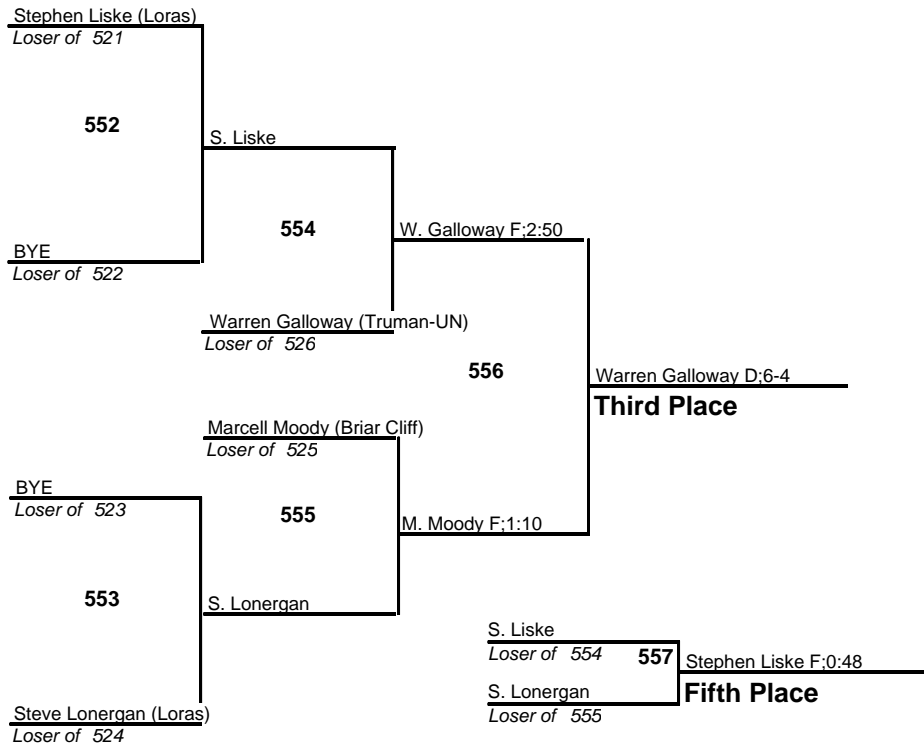 Stephen Liske (Loras)
Loser of 521
552
S. Liske
554
W. Galloway F;2:50
BYE
Loser of 522
Warren Galloway (Truman-UN)
Loser of 526
556
Warren Galloway D;6-4
Third Place
Marcell Moody (Briar Cliff)
Loser of 525
BYE
Loser of 523
555
M. Moody F;1:10
553
S. Lonergan
S. Liske
Loser of 554
557
Stephen Liske F;0:48
Fifth Place
S. Lonergan
Loser of 555
Steve Lonergan (Loras)
Loser of 524